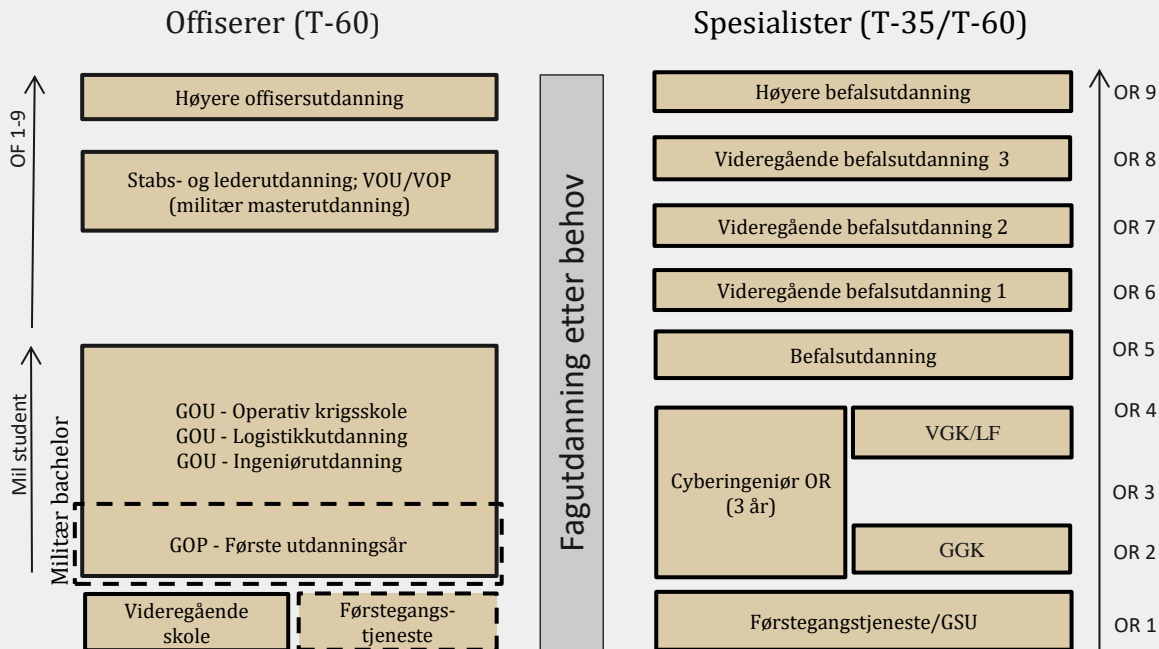 Offiserer (T-60)
Spesialister (T-35/T-60)
OF 1-9
Høyere offisersutdanning
Stabs- og lederutdanning; VOU/VOP
(militær masterutdanning)
Mil student
Militær bachelor
GOU - Operativ krigsskole
GOU - Logistikkutdanning
GOU - Ingeniørutdanning
GOP - Første utdanningsår
Videregående
skole
Førstegangs-
tjeneste
Fagutdanning etter behov
Høyere befalsutdanning
OR 9
Videregående befalsutdanning 3
OR 8
Videregående befalsutdanning 2
OR 7
Videregående befalsutdanning 1
OR 6
Befalsutdanning
OR 5
OR 4
VGK/LF
Cyberingeniør OR
(3 år)
OR 3
GGK
OR 2
Førstegangstjeneste/GSU
OR 1